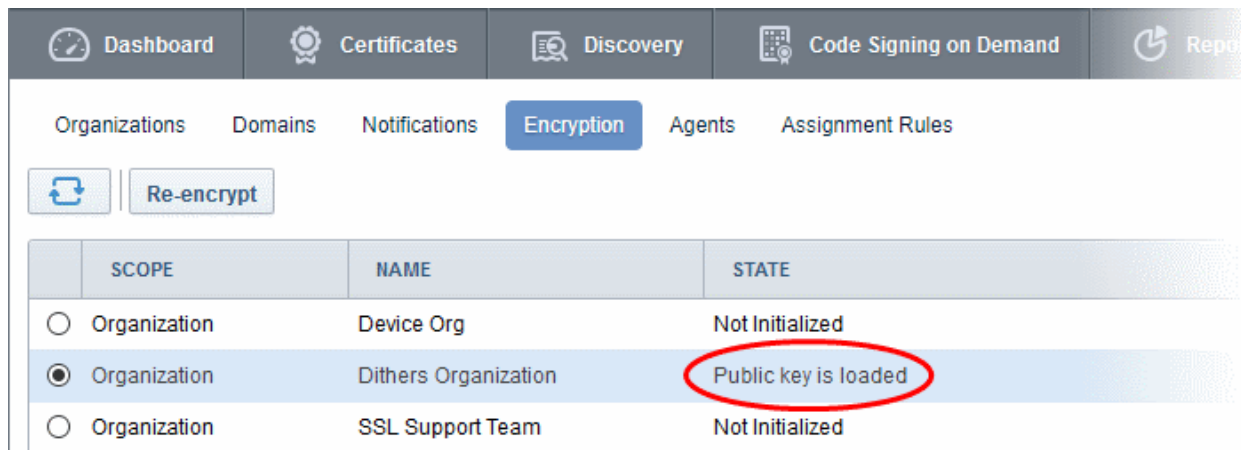 Dashboard Certificates Discovery Code Signing on Demand Repo
Organizations Domains Notifications Encryption Agents Assignment Rules
Re-encrypt
SCOPE NAME STATE
Organization Device Org Not Initialized
Organization Dithers Organization Public key is loaded
Organization SSL Support Team Not Initialized